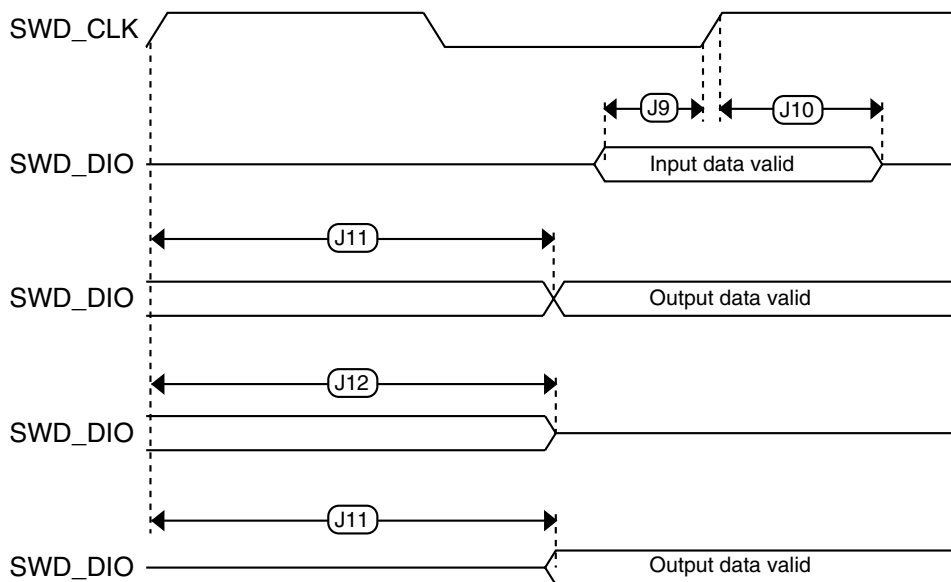 SWD_CLK
J9
J10
SWD_DIO
Input data valid
J11
SWD_DIO
Output data valid
J12
SWD_DIO
J11
SWD_DIO
Output data valid